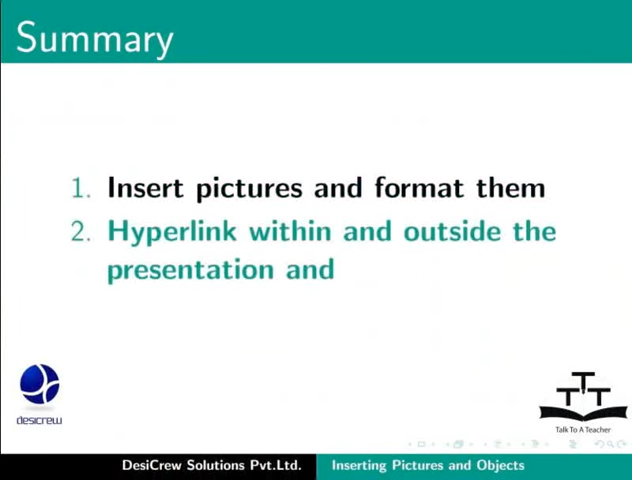 Summary
1. Insert pictures and format them
2. Hyperlink within and outside the
presentation and
desicrew
TTT
Talk To A Teacher
DesiCrew Solutions Pvt.Ltd. Inserting Pictures and Objects